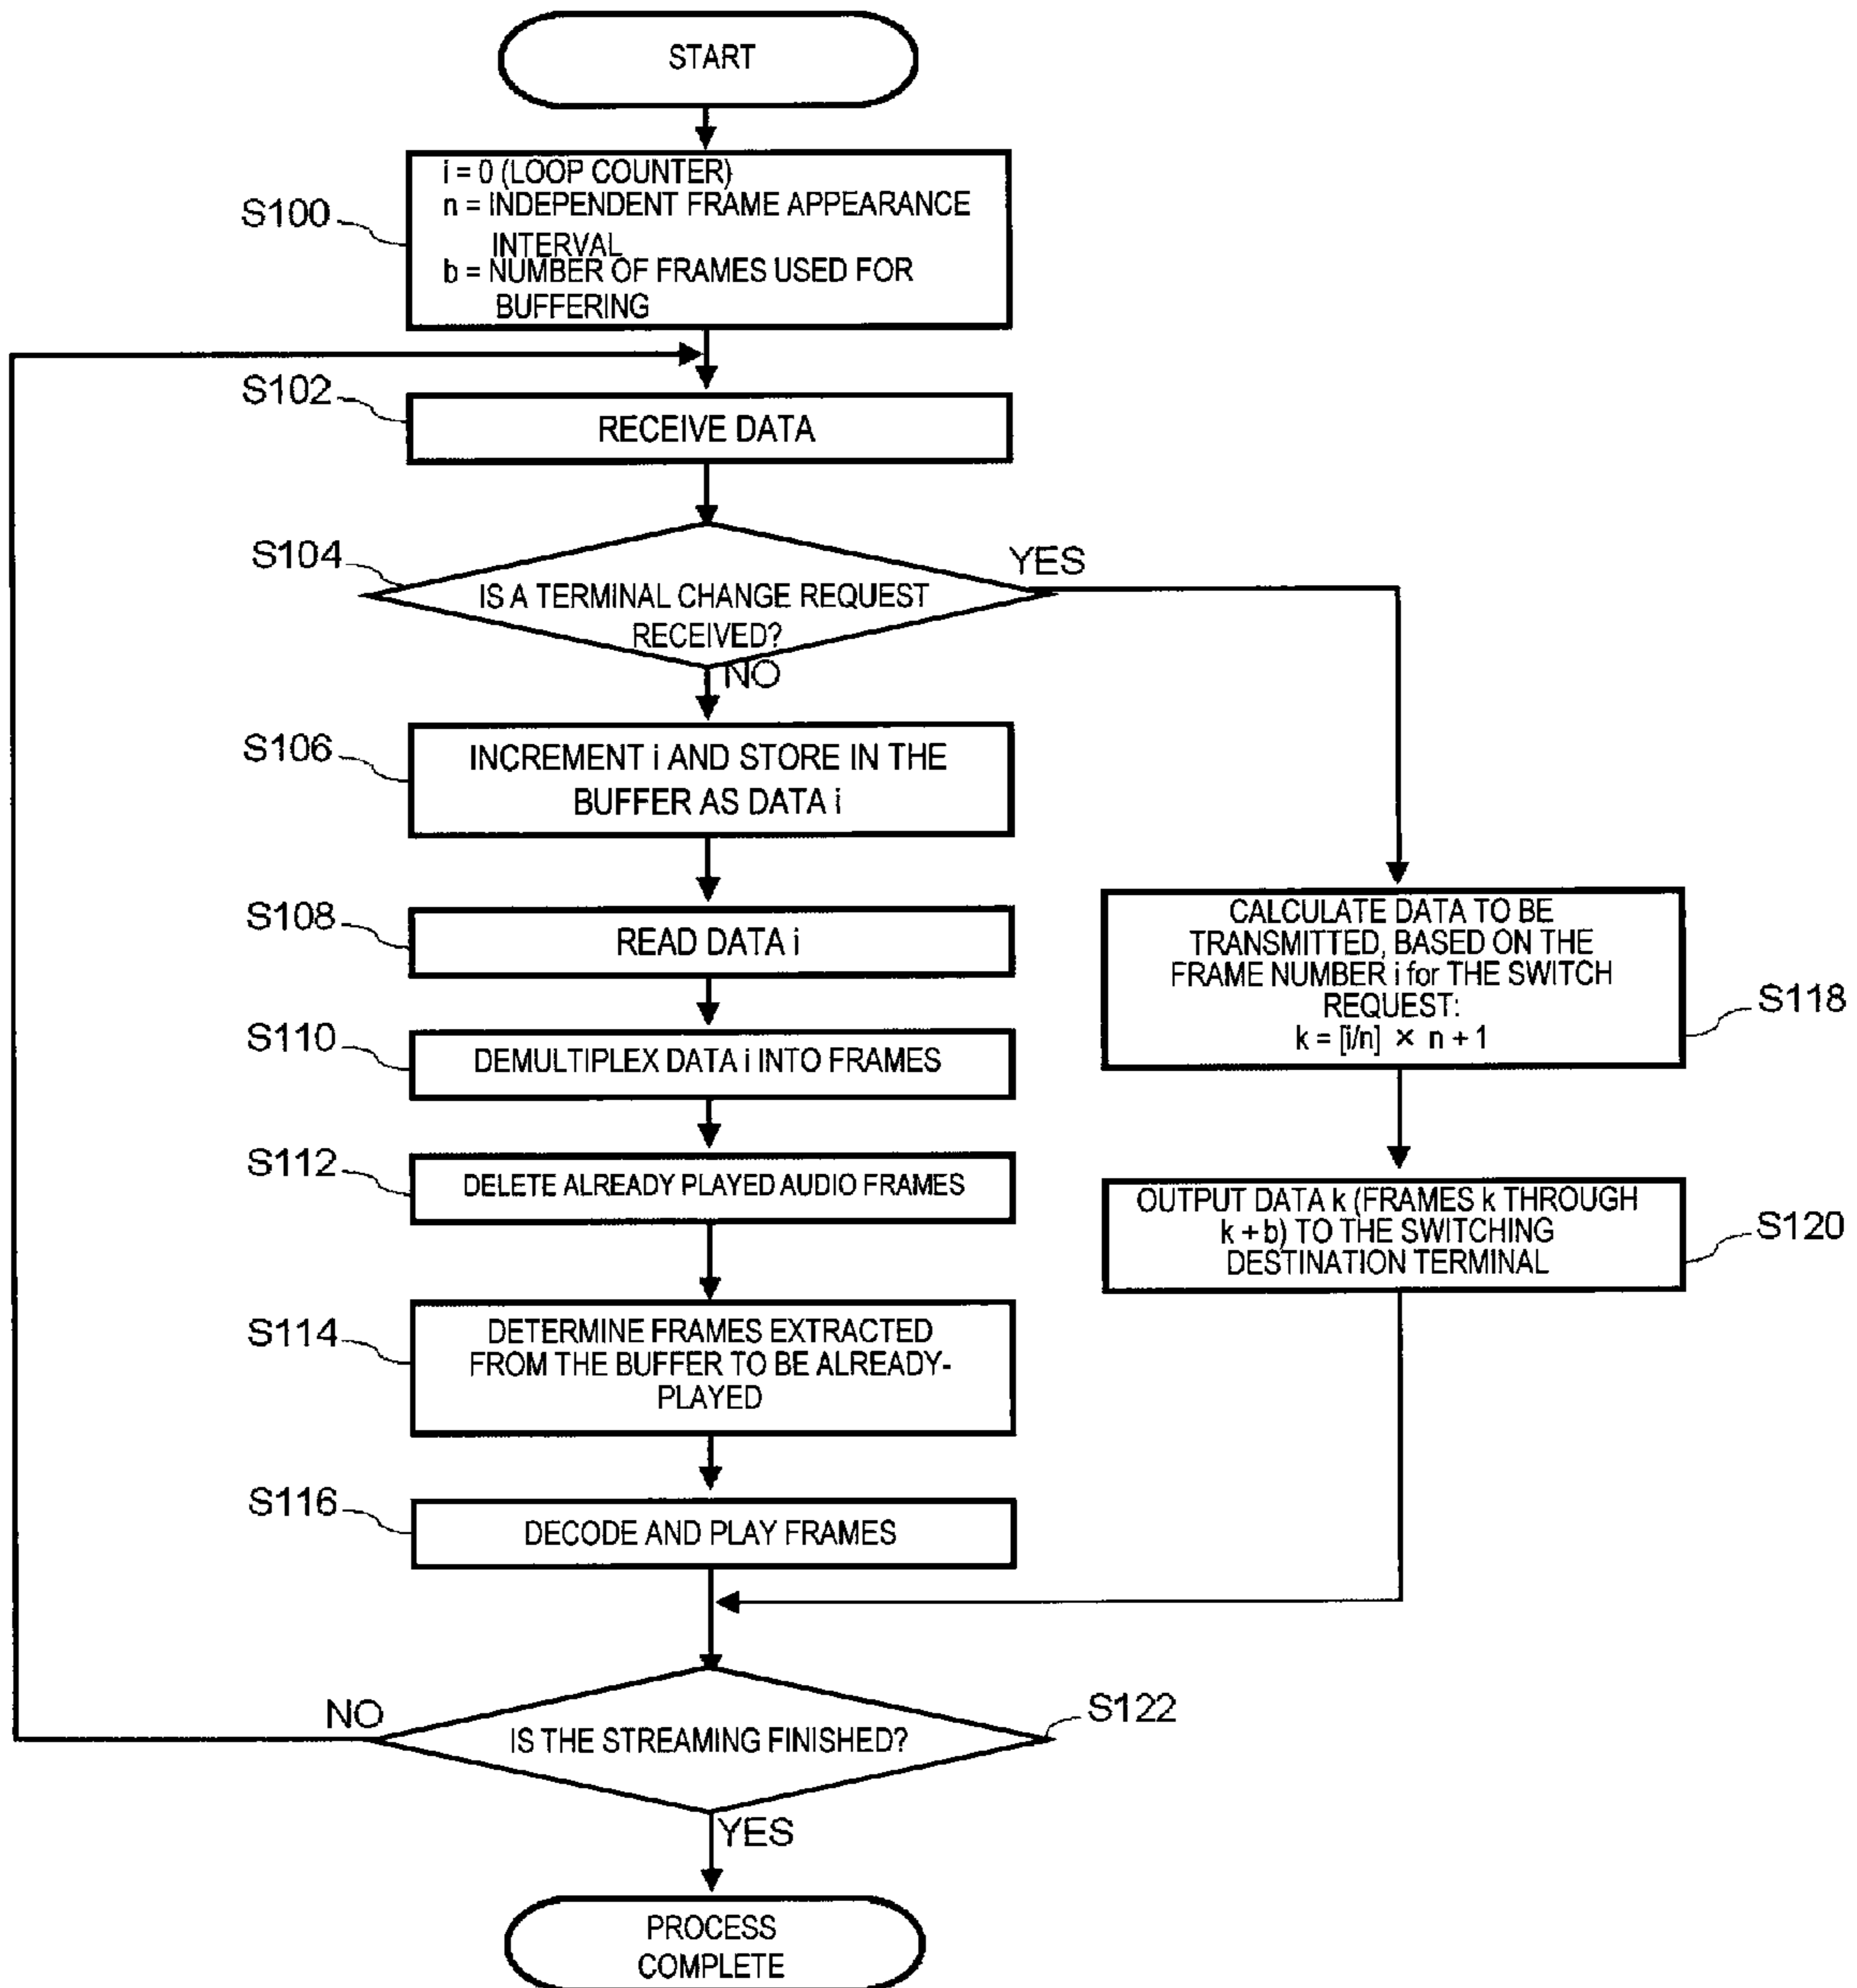 START
S100
i = 0 (LOOP COUNTER)
n = INDEPENDENT FRAME APPEARANCE
INTERVAL
b = NUMBER OF FRAMES USED FOR
BUFFERING
S102
RECEIVE DATA
S104
IS A TERMINAL CHANGE REQUEST
RECEIVED?
YES
NO
S106
INCREMENT i AND STORE IN THE
BUFFER AS DATA i
S108
READ DATA i
S110
DEMULTIPLEX DATA i INTO FRAMES
S112
DELETE ALREADY PLAYED AUDIO FRAMES
S114
DETERMINE FRAMES EXTRACTED
FROM THE BUFFER TO BE ALREADY-
PLAYED
S116
DECODE AND PLAY FRAMES
CALCULATE DATA TO BE
TRANSMITTED, BASED ON THE
FRAME NUMBER i for THE SWITCH
REQUEST:
k = [i/n] × n + 1
S118
OUTPUT DATA k (FRAMES k THROUGH
k + b) TO THE SWITCHING
DESTINATION TERMINAL
S120
NO
IS THE STREAMING FINISHED?
S122
YES
PROCESS
COMPLETE